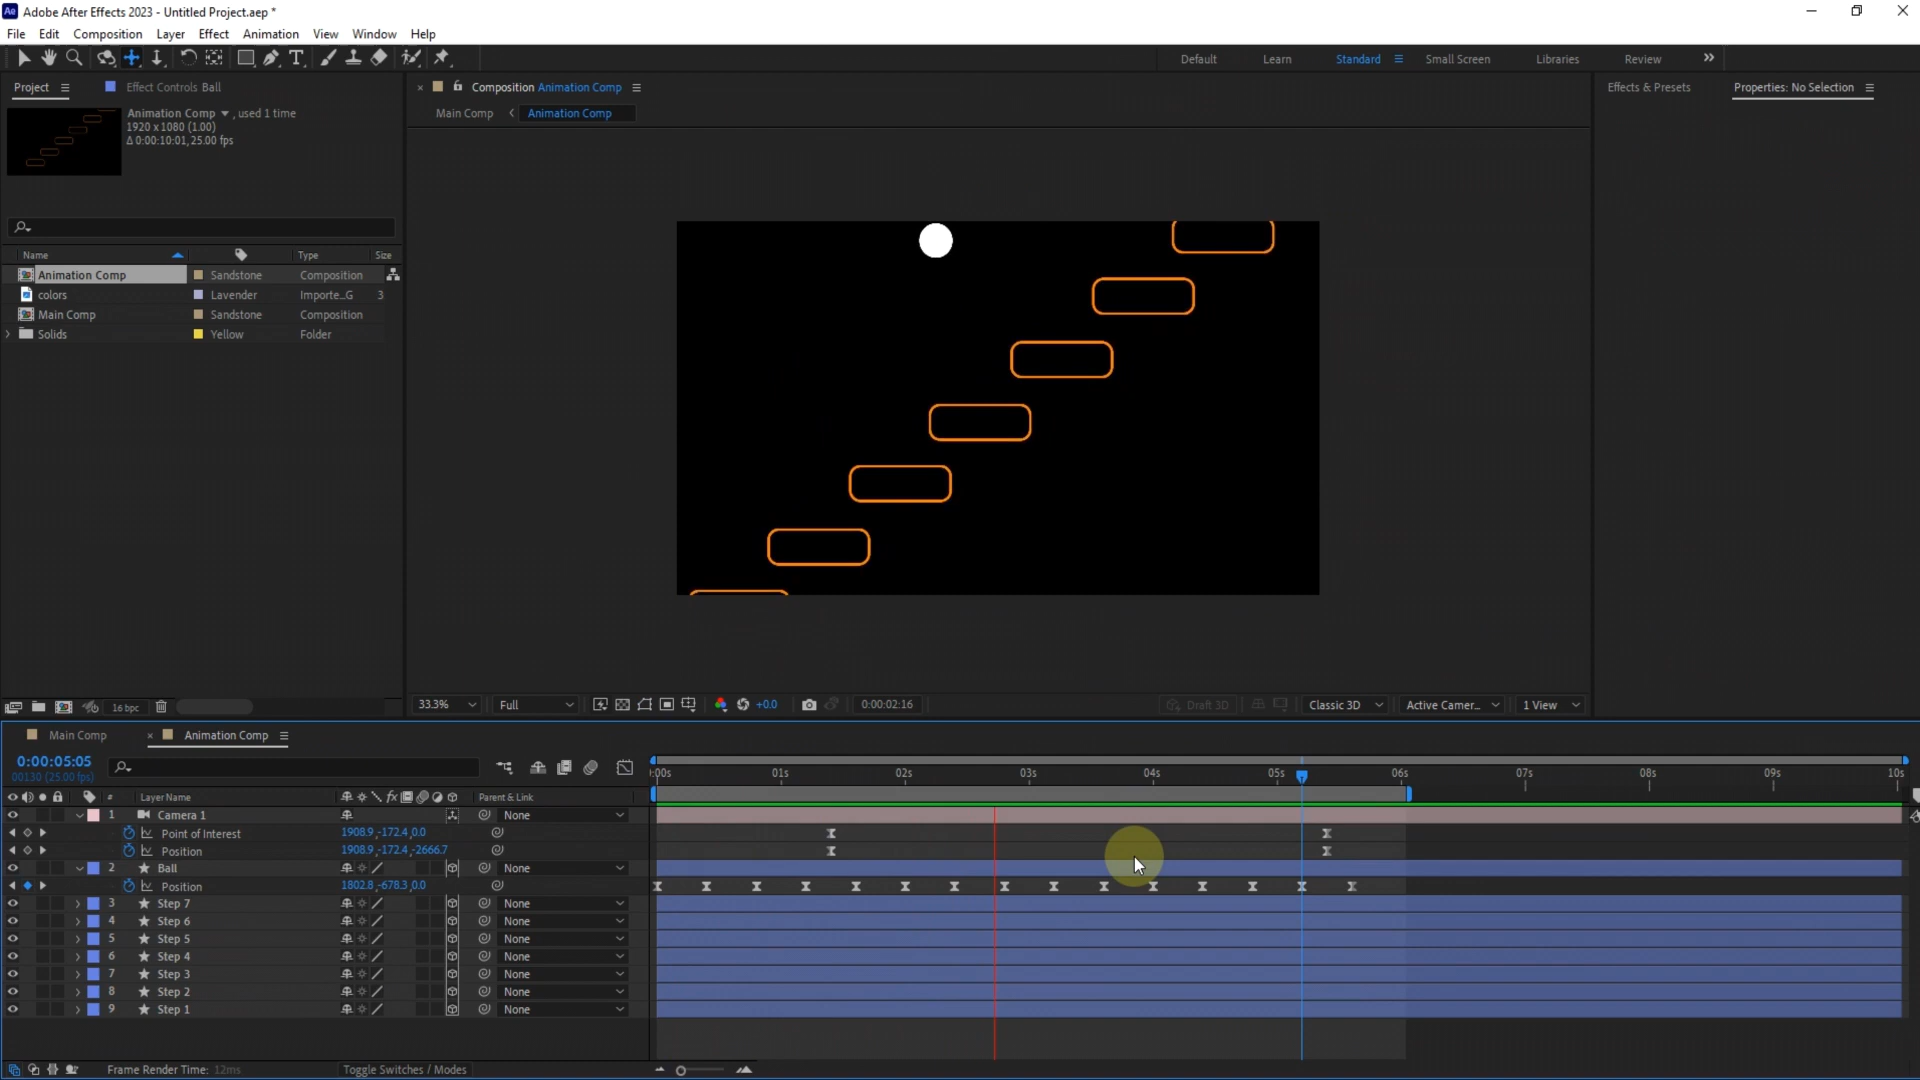 Ae Adobe After Effects 2023 - Untitled Project.aep *
File Edit Composition Layer Effect Animation View Window Help
Default Learn Standard Small Screen Libraries Review
Project Effect Controls Ball
Composition Animation Comp
Effects & Presets Properties: No Selection
Main Comp Animation Comp
Animation Comp , used 1 time
1920 x 1080 (1.00)
Δ 0:00:10:01, 25.00 fps
Name Type Size
Animation Comp Sandstone Composition
colors Lavender Importe...G 3
Main Comp Sandstone Composition
Solids Yellow Folder
16 bpc
33.3% Full +0.0 0:00:02:16 Draft 3D Classic 3D Active Camer... 1 View
Main Comp Animation Comp
0:00:05:05
00130 (25.00 fps)
:00s 01s 02s 03s 04s 05s 06s 07s 08s 09s 10s
# Layer Name fx Parent & Link
1 Camera 1 None
Point of Interest 1908.9,-172.4,0.0
Position 1908.9,-172.4,-2666.7
2 Ball None
Position 1802.8,-678.3,0.0
3 Step 7 None
4 Step 6 None
5 Step 5 None
6 Step 4 None
7 Step 3 None
8 Step 2 None
9 Step 1 None
Frame Render Time: 12ms Toggle Switches / Modes